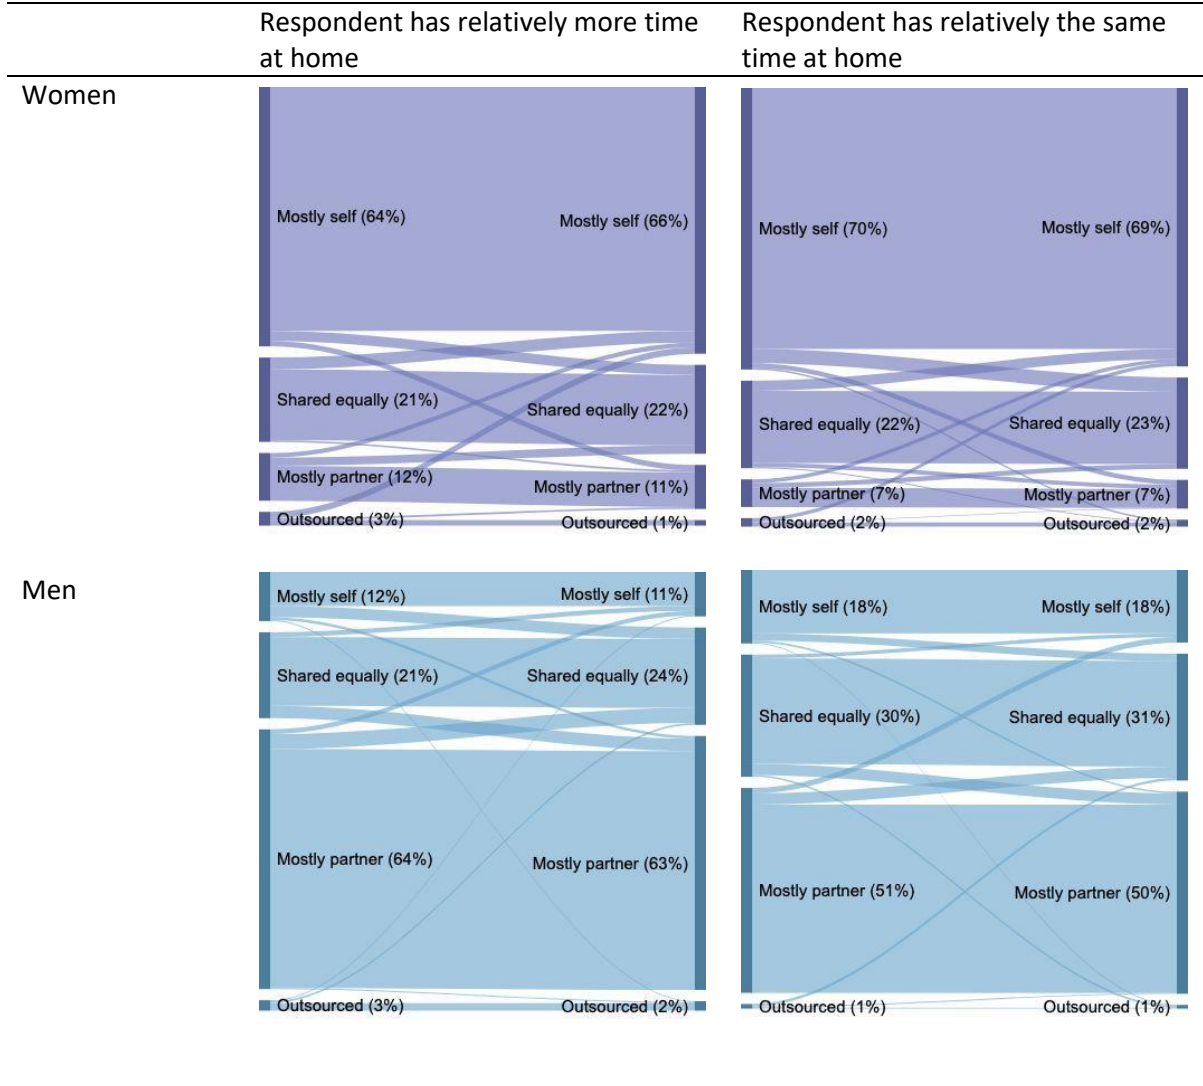 Respondent has relatively more time
at home
Respondent has relatively the same
time at home
Women
Mostly self (64%)
Mostly self (66%)
Shared equally (21%)
Shared equally (22%)
Mostly partner (12%)
Mostly partner (11%)
Outsourced (3%)
Outsourced (1%)
Mostly self (70%)
Mostly self (69%)
Shared equally (22%)
Shared equally (23%)
Mostly partner (7%)
Mostly partner (7%)
Outsourced (2%)
Outsourced (2%)
Men
Mostly self (12%)
Mostly self (11%)
Shared equally (21%)
Shared equally (24%)
Mostly partner (64%)
Mostly partner (63%)
Outsourced (3%)
Outsourced (2%)
Mostly self (18%)
Mostly self (18%)
Shared equally (30%)
Shared equally (31%)
Mostly partner (51%)
Mostly partner (50%)
Outsourced (1%)
Outsourced (1%)